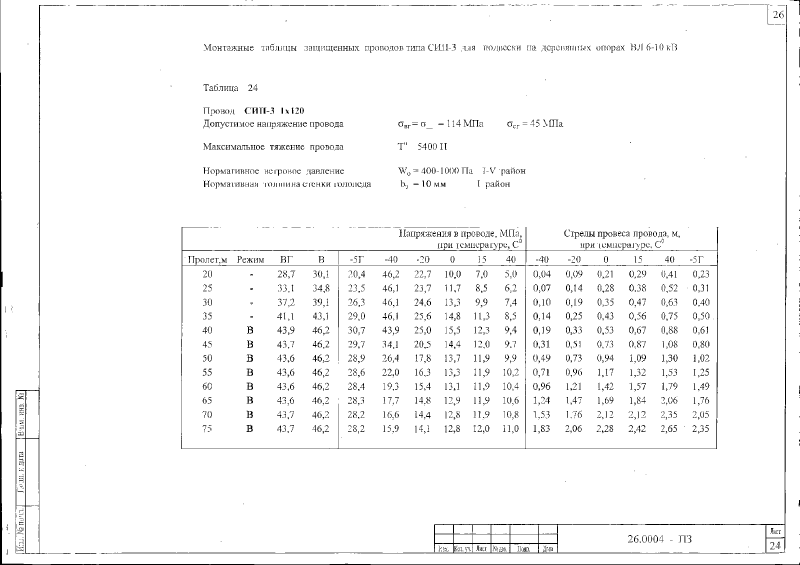 26
Монтажные таблицы защищенных проводов типа СИП-3 для подвески на деревянных опорах ВЛ 6-10 кВ
Таблица 24
Провод СИП-3 1х120
Допустимое напряжение провода σвг = σ_ = 114 МПа σсг = 45 МПа
Максимальное тяжение провода Tн 5400 Н
Нормативное ветровое давление Wo = 400-1000 Па I-V район
Нормативная толщина стенки гололеда bэ = 10 мм I район
Напряжения в проводе, МПа, при температуре, С⁰ Стрелы провеса провода, м, при температуре, С⁰
Пролет,м Режим ВГ В -5Г -40 -20 0 15 40 -40 -20 0 15 40 -5Г
20 - 28,7 30,1 20,4 46,2 22,7 10,0 7,0 5,0 0,04 0,09 0,21 0,29 0,41 0,23
25 - 33,1 34,8 23,5 46,1 23,7 11,7 8,5 6,2 0,07 0,14 0,28 0,38 0,52 0,31
30 - 37,2 39,1 26,3 46,1 24,6 13,3 9,9 7,4 0,10 0,19 0,35 0,47 0,63 0,40
35 - 41,1 43,1 29,0 46,1 25,6 14,8 11,3 8,5 0,14 0,25 0,43 0,56 0,75 0,50
40 В 43,9 46,2 30,7 43,9 25,0 15,5 12,3 9,4 0,19 0,33 0,53 0,67 0,88 0,61
45 В 43,7 46,2 29,7 34,1 20,5 14,4 12,0 9,7 0,31 0,51 0,73 0,87 1,08 0,80
50 В 43,6 46,2 28,9 26,4 17,8 13,7 11,9 9,9 0,49 0,73 0,94 1,09 1,30 1,02
55 В 43,6 46,2 28,6 22,0 16,3 13,3 11,9 10,2 0,71 0,96 1,17 1,32 1,53 1,25
60 В 43,6 46,2 28,4 19,3 15,4 13,1 11,9 10,4 0,96 1,21 1,42 1,57 1,79 1,49
65 В 43,6 46,2 28,3 17,7 14,8 12,9 11,9 10,6 1,24 1,47 1,69 1,84 2,06 1,76
70 В 43,7 46,2 28,2 16,6 14,4 12,8 11,9 10,8 1,53 1,76 2,12 2,12 2,35 2,05
75 В 43,7 46,2 28,2 15,9 14,1 12,8 12,0 11,0 1,83 2,06 2,28 2,42 2,65 2,35
Взам. инв. №
Подп. и дата
Инв. № подл.
Изм. Кол. уч. Лист № док. Подп. Дата
26.0004 - ПЗ
Лист
24